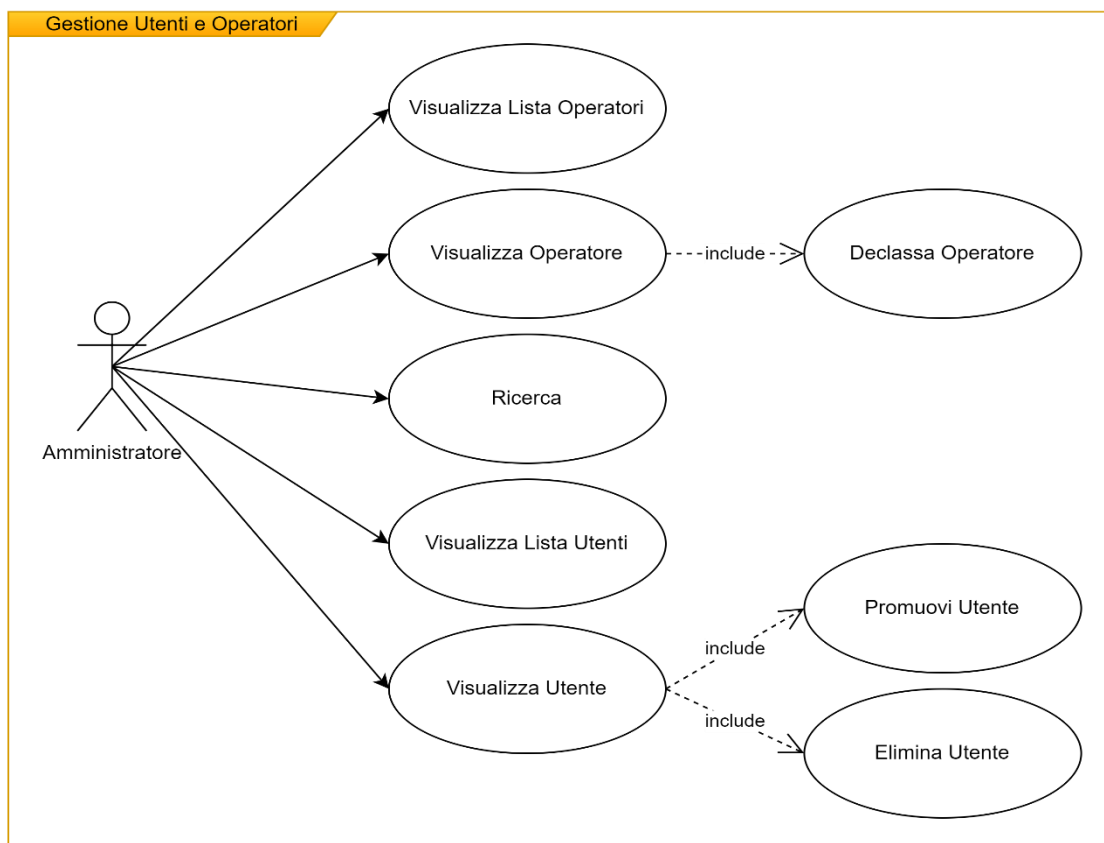 Gestione Utenti e Operatori
Visualizza Lista Operatori
Visualizza Operatore
include
Declassa Operatore
Ricerca
Amministratore
Visualizza Lista Utenti
Promuovi Utente
include
Visualizza Utente
include
Elimina Utente